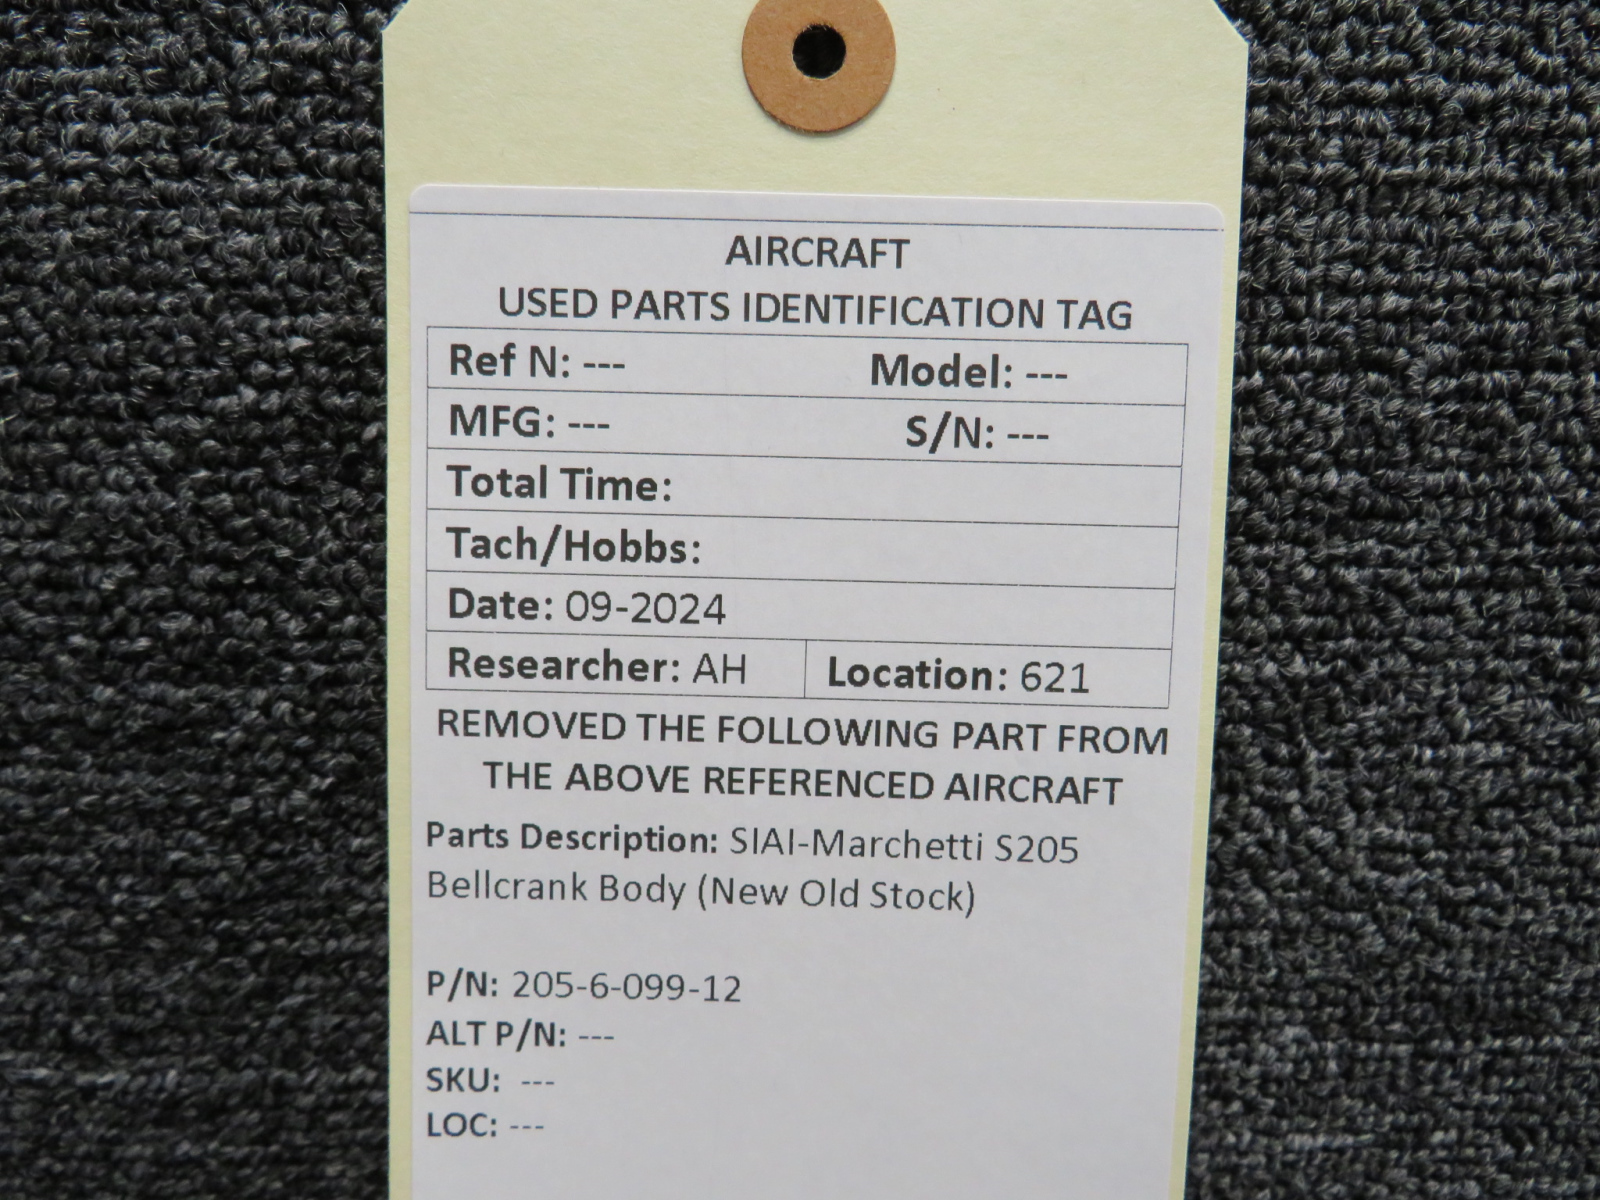 AIRCRAFT
USED PARTS IDENTIFICATION TAG
Ref N: --- Model: ---
MFG: --- S/N: ---
Total Time:
Tach/Hobbs:
Date: 09-2024
Researcher: AH Location: 621
REMOVED THE FOLLOWING PART FROM
THE ABOVE REFERENCED AIRCRAFT
Parts Description: SIAI-Marchetti S205
Bellcrank Body (New Old Stock)
P/N: 205-6-099-12
ALT P/N: ---
SKU: ---
LOC: ---